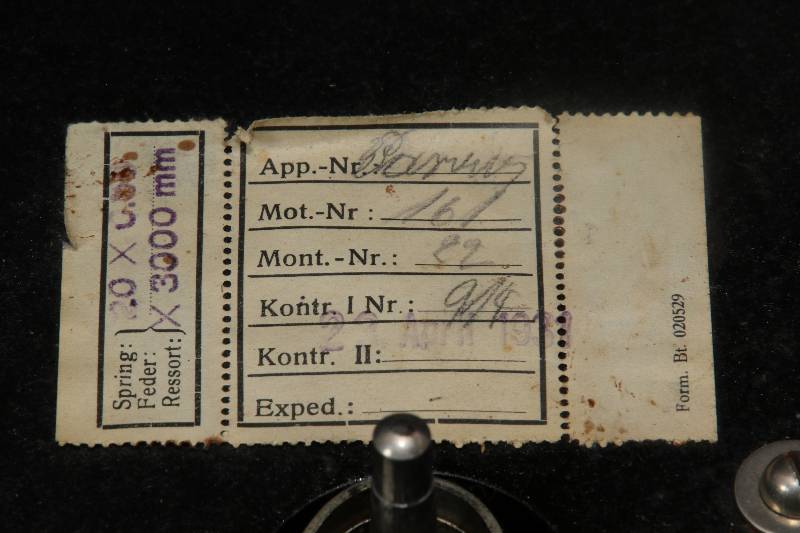 Spring:
Feder:
Ressort:
20 X
X 3000 mm
App.-Nr.:
Mot.-Nr: 161
Mont.-Nr.: 22
Kontr. I Nr.:
Kontr. II:
April
Exped.:
Form. Bt. 020529